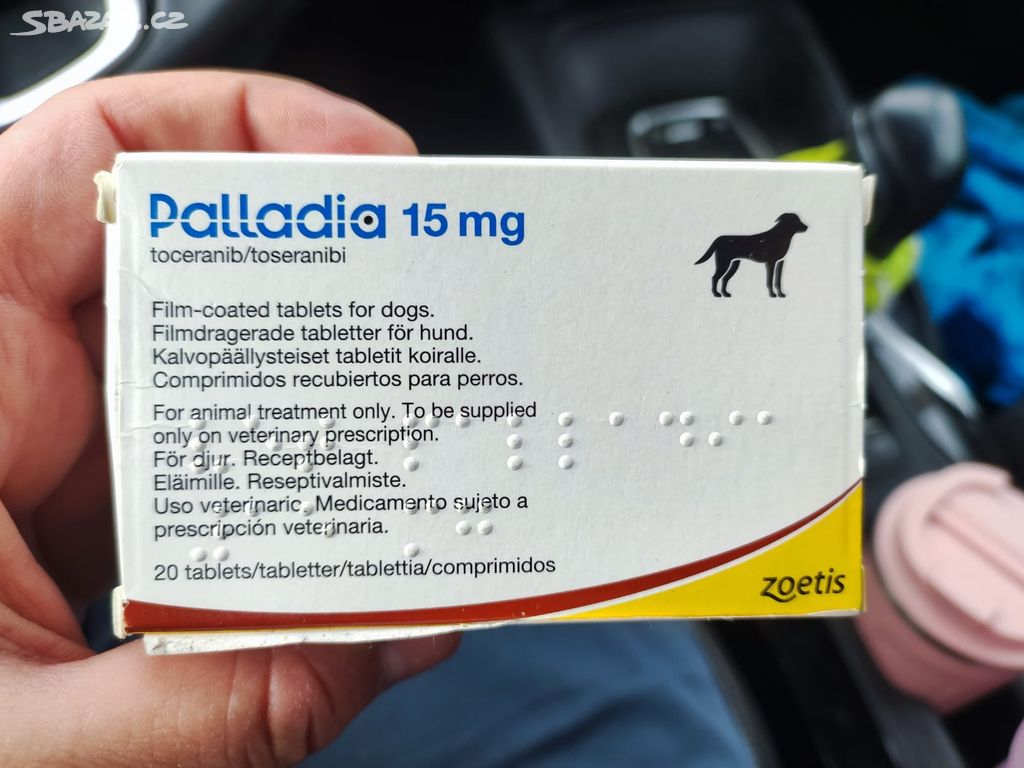 SBAZAR.CZ
Palladia 15 mg
toceranib/toseranibi
Film-coated tablets for dogs.
Filmdragerade tabletter för hund.
Kalvopäällysteiset tabletit koiralle.
Comprimidos recubiertos para perros.
For animal treatment only. To be supplied
only on veterinary prescription.
För djur. Receptbelagt.
Eläimille. Reseptivalmiste.
Uso veterinario. Medicamento sujeto a
prescripción veterinaria.
20 tablets/tabletter/tablettia/comprimidos
zoetis